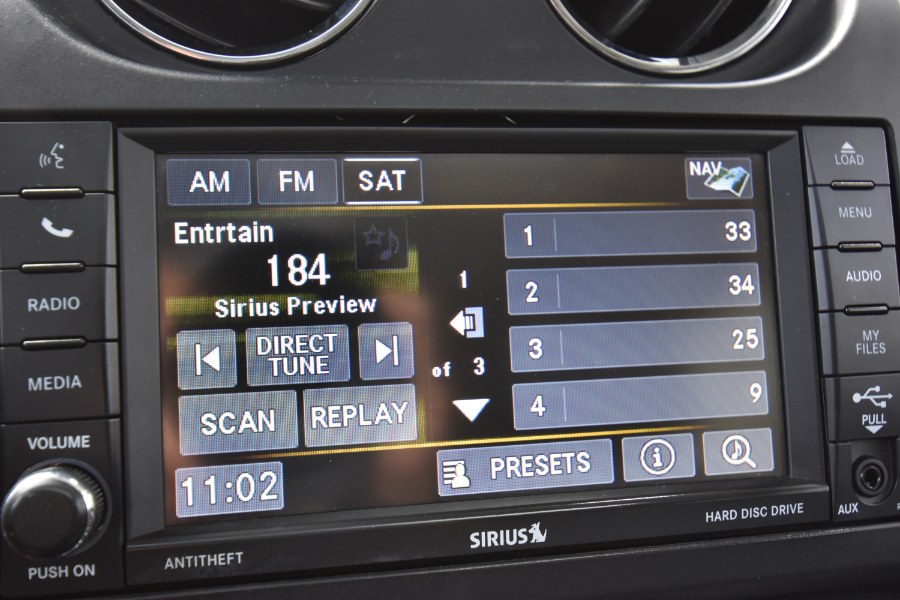 AM FM SAT NAV
Entrtain
184
Sirius Preview
DIRECT
TUNE
SCAN REPLAY
11:02
1
of 3
1 33
2 34
3 25
4 9
PRESETS
i
RADIO
MEDIA
VOLUME
PUSH ON
ANTITHEFT
SIRIUS
HARD DISC DRIVE
LOAD
MENU
AUDIO
MY
FILES
PULL
AUX